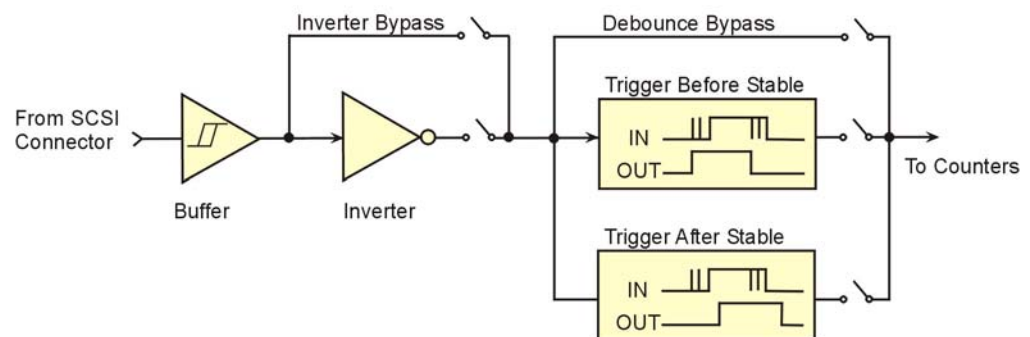 Inverter Bypass
Debounce Bypass
From SCSI
Connector
Trigger Before Stable
IN
OUT
To Counters
Buffer
Inverter
Trigger After Stable
IN
OUT